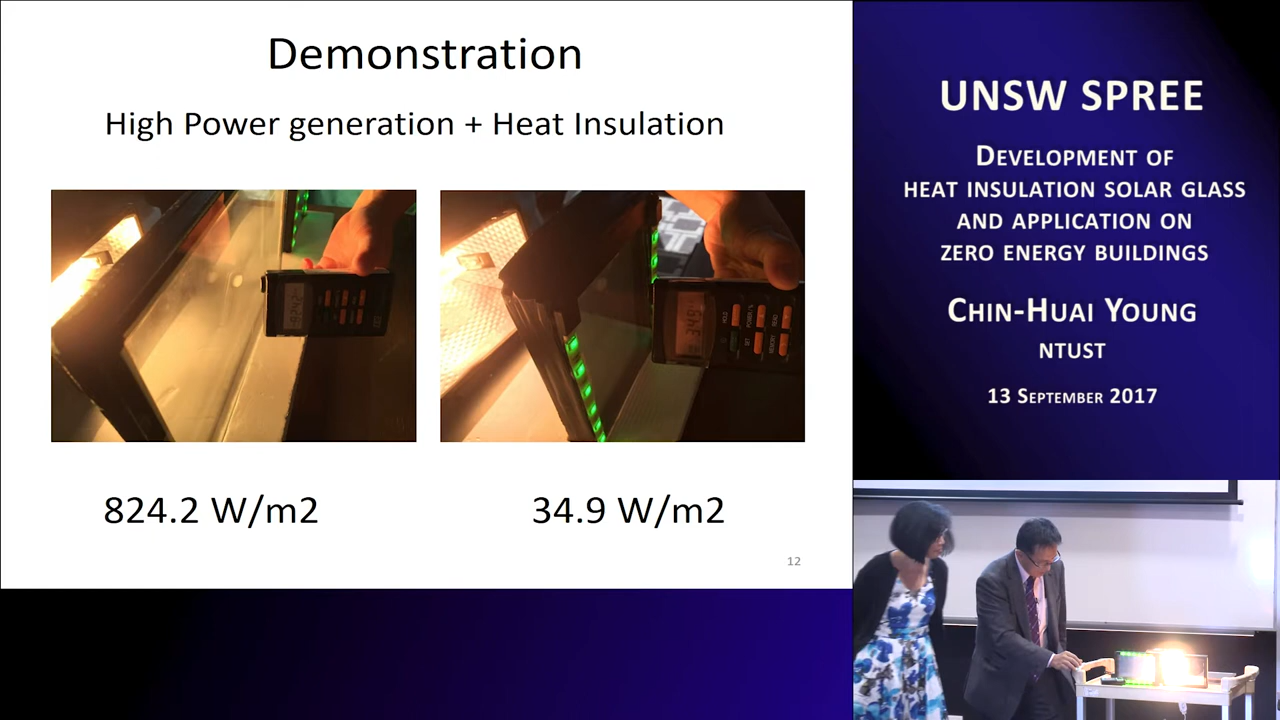 Demonstration
High Power generation + Heat Insulation
824.2 W/m2
34.9 W/m2
12
UNSW SPREE
Development of
heat insulation solar glass
and application on
zero energy buildings
Chin-Huai Young
NTUST
13 September 2017